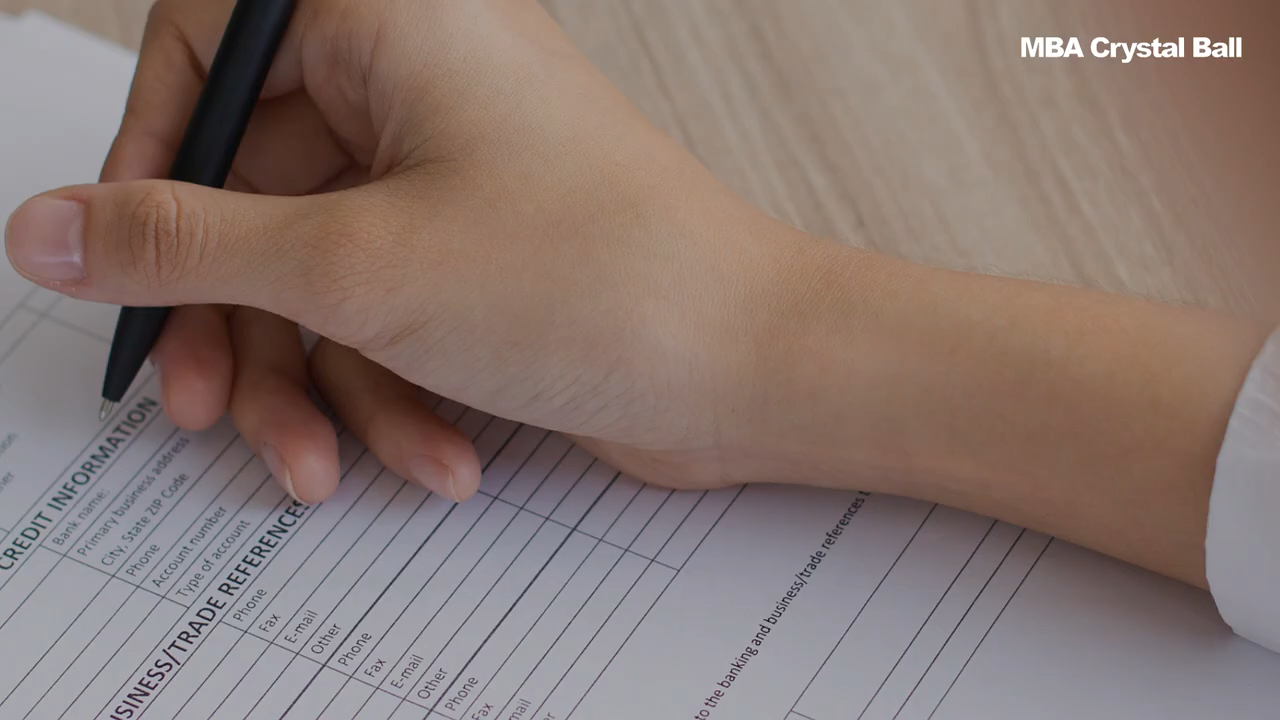 MBA Crystal Ball
CREDIT INFORMATION
Bank name:
Primary business address
City, State ZIP Code
Phone
Account number
Type of account
SINESS/TRADE REFERENCES
Phone
Fax
E-mail
Other
Phone
Fax
E-mail
Other
Phone
Fax
mail
to the banking and business/trade references